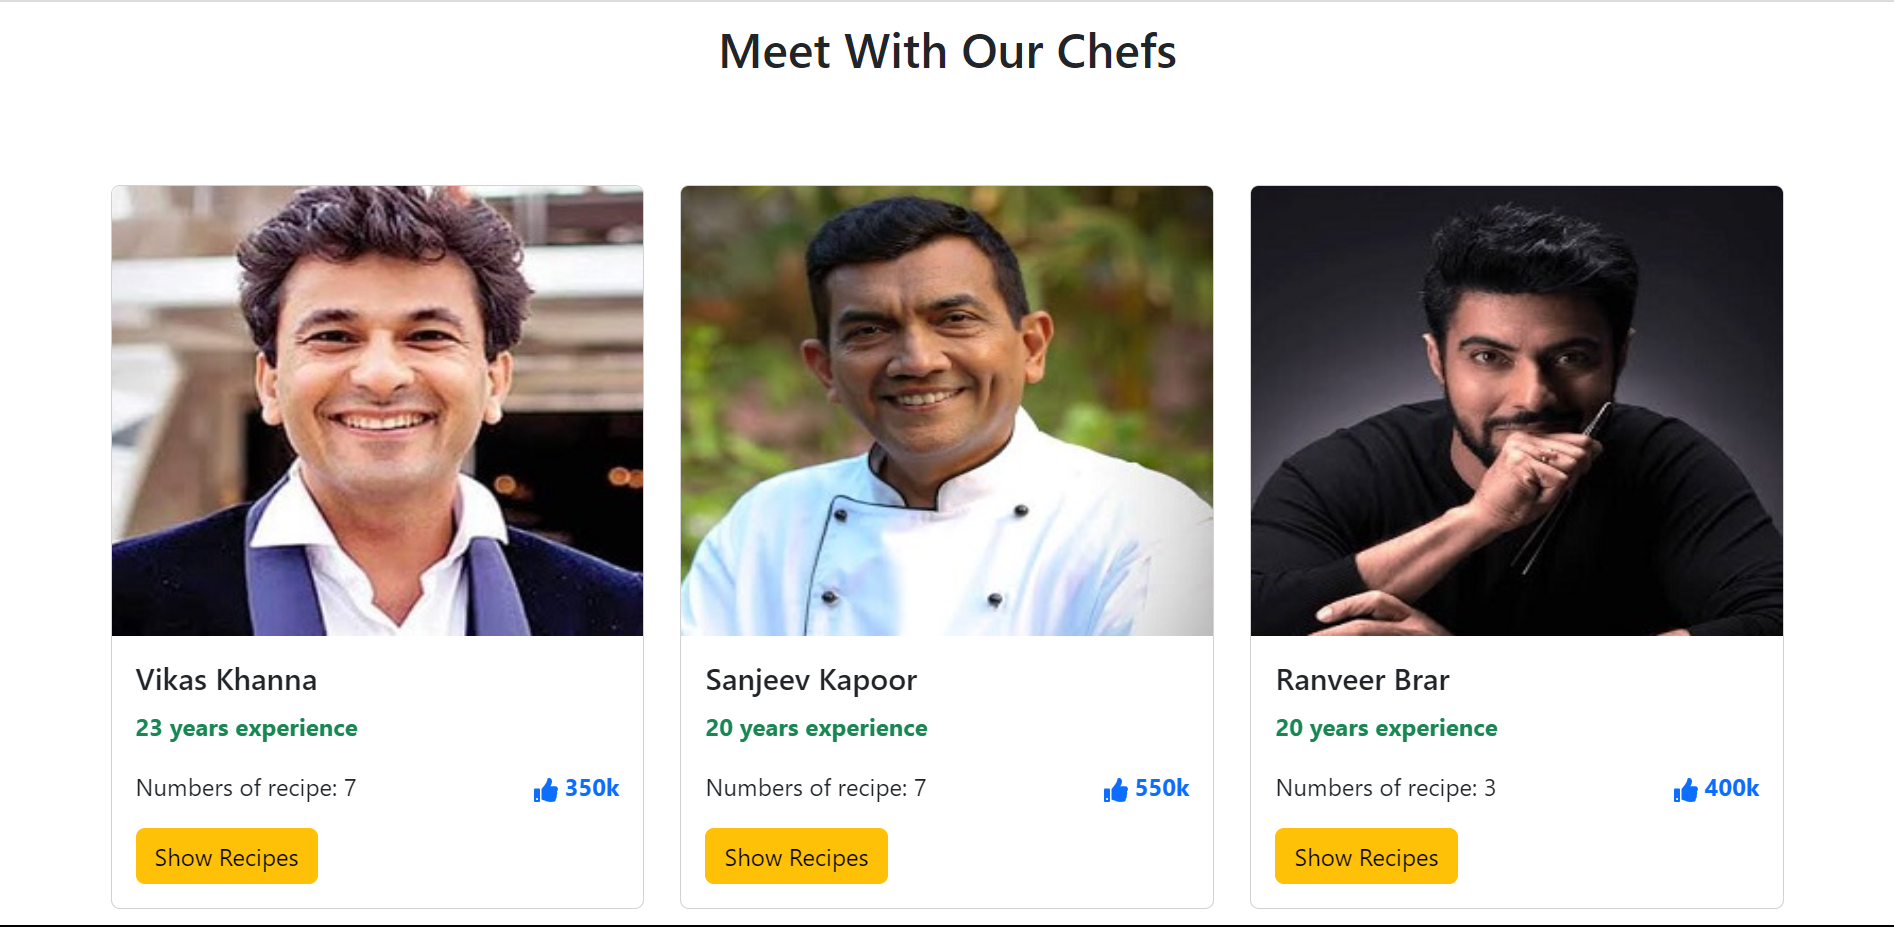 Meet With Our Chefs
Vikas Khanna
23 years experience
Numbers of recipe: 7
350k
Show Recipes
Sanjeev Kapoor
20 years experience
Numbers of recipe: 7
550k
Show Recipes
Ranveer Brar
20 years experience
Numbers of recipe: 3
400k
Show Recipes